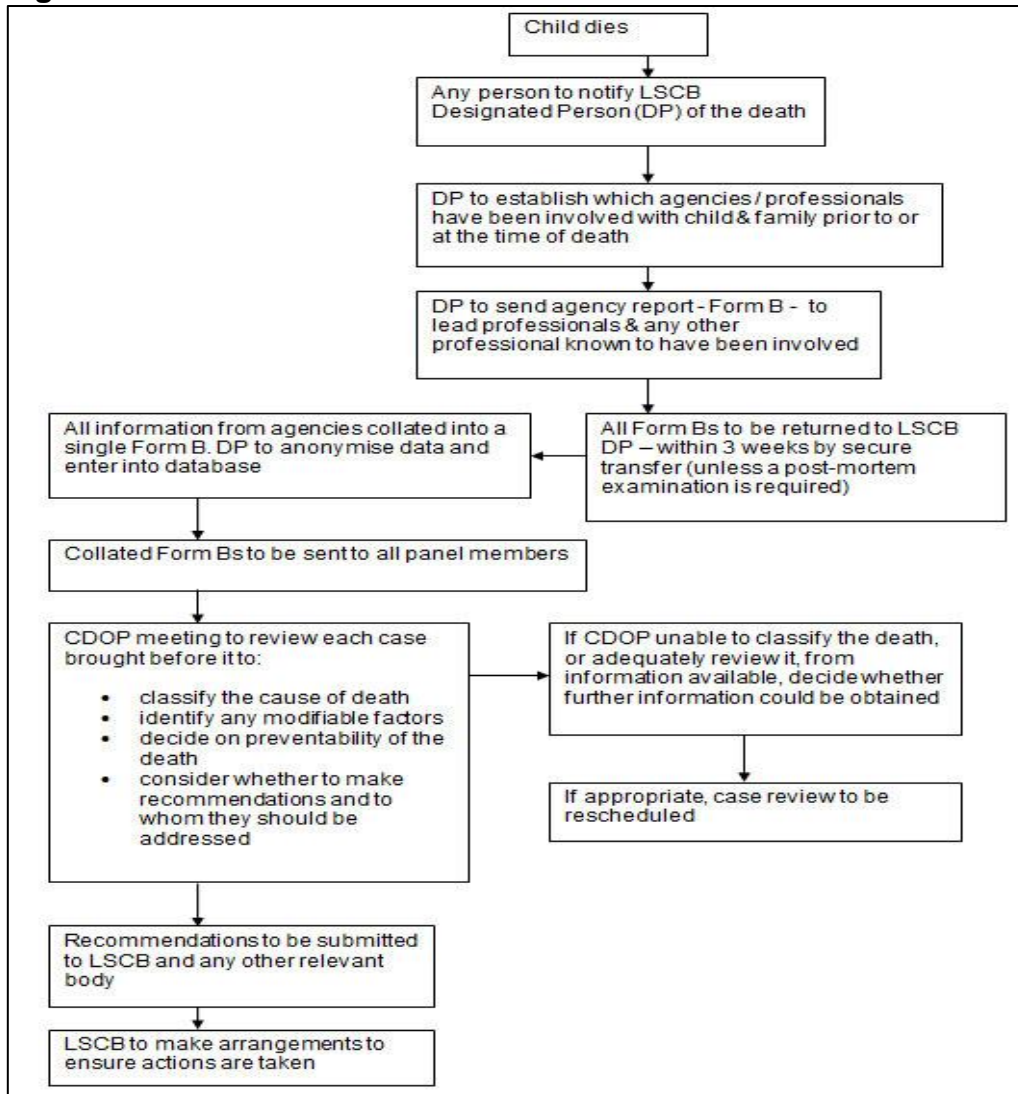 Child dies
Any person to notify LSCB
Designated Person (DP) of the death
DP to establish which agencies / professionals
have been involved with child & family prior to or
at the time of death
DP to send agency report - Form B - to
lead professionals & any other
professional known to have been involved
All Form Bs to be returned to LSCB
DP – within 3 weeks by secure
transfer (unless a post-mortem
examination is required)
All information from agencies collated into a
single Form B. DP to anonymise data and
enter into database
Collated Form Bs to be sent to all panel members
CDOP meeting to review each case
brought before it to:
• classify the cause of death
• identify any modifiable factors
• decide on preventability of the
death
• consider whether to make
recommendations and to
whom they should be
addressed
If CDOP unable to classify the death,
or adequately review it, from
information available, decide whether
further information could be obtained
If appropriate, case review to be
rescheduled
Recommendations to be submitted
to LSCB and any other relevant
body
LSCB to make arrangements to
ensure actions are taken